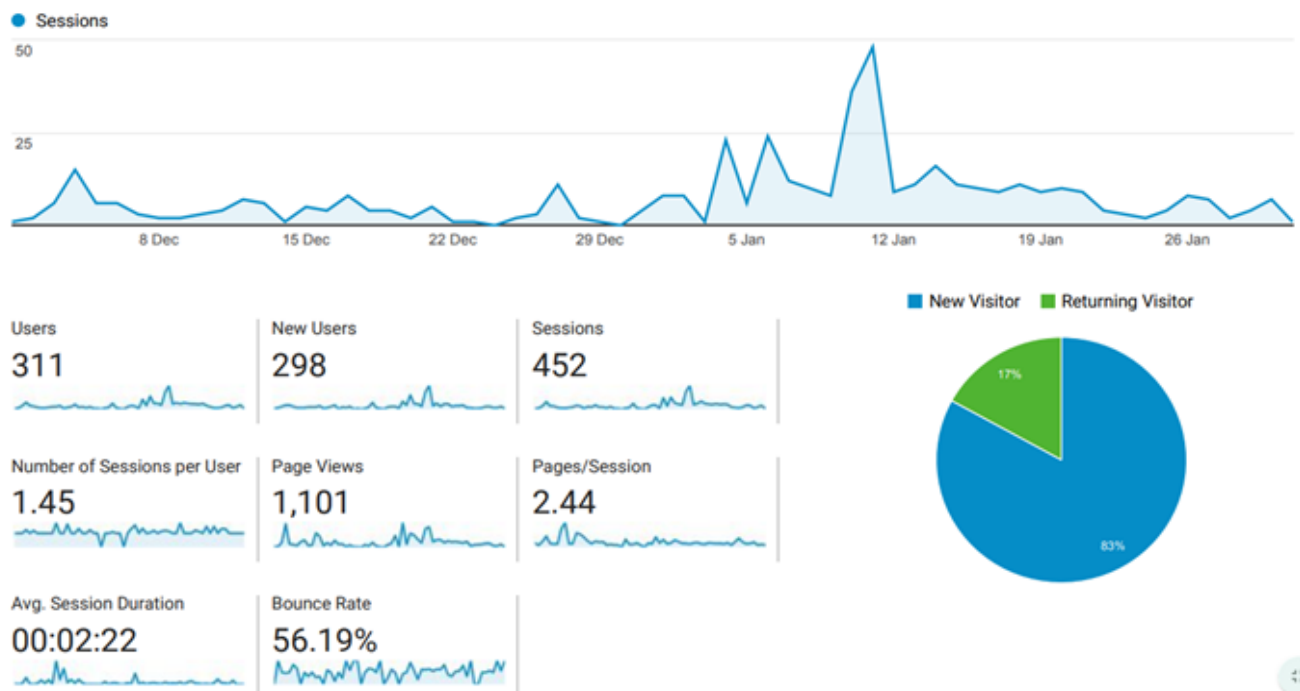 Sessions
50
25
8 Dec 15 Dec 22 Dec 29 Dec 5 Jan 12 Jan 19 Jan 26 Jan
New Visitor Returning Visitor
Users New Users Sessions
311 298 452
17%
Number of Sessions per User Page Views Pages/Session
1.45 1,101 2.44
83%
Avg. Session Duration Bounce Rate
00:02:22 56.19%